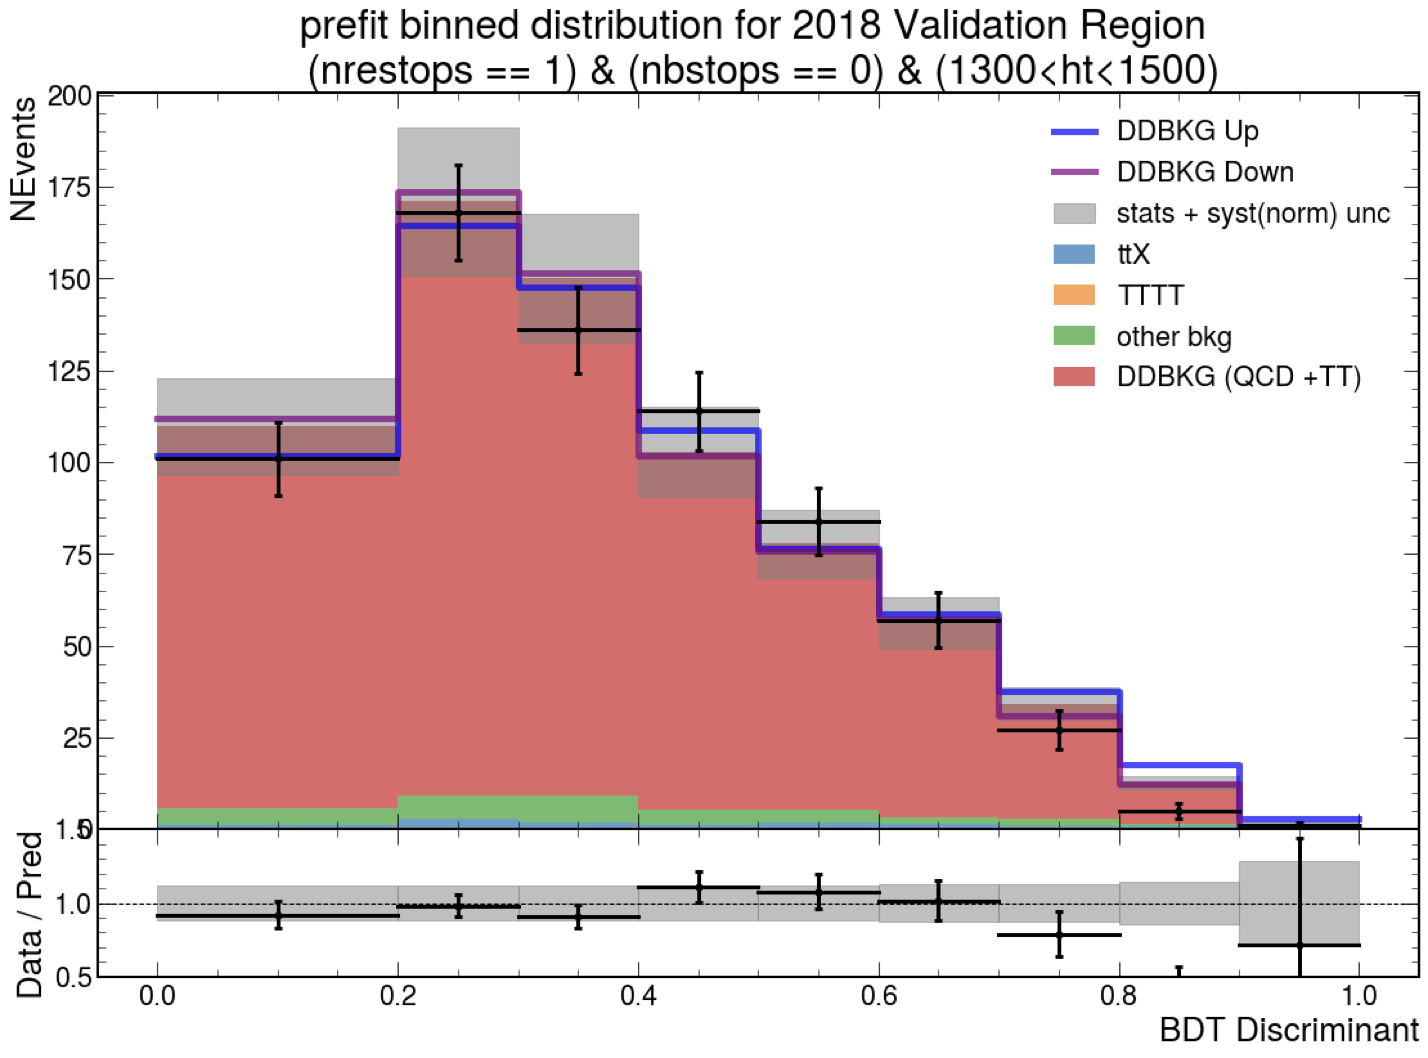 prefit binned distribution for 2018 Validation Region
(nrestops == 1) & (nbstops == 0) & (1300<ht<1500)
NEvents
200
175
150
125
100
75
50
25
0
DDBKG Up
DDBKG Down
stats + syst(norm) unc
ttX
TTTT
other bkg
DDBKG (QCD +TT)
Data / Pred
1.5
1.0
0.5
0.0 0.2 0.4 0.6 0.8 1.0
BDT Discriminant